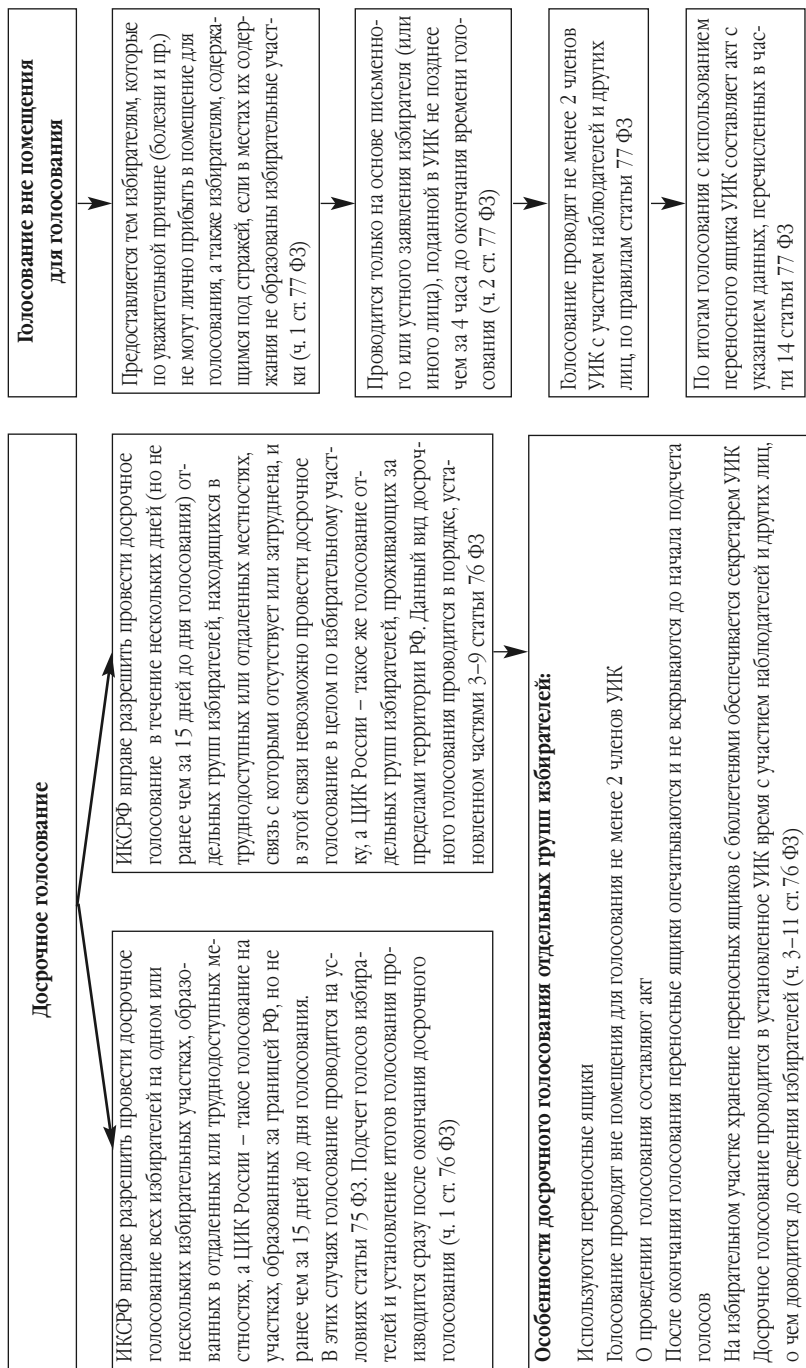 Досрочное голосование
ИКСРФ вправе разрешить провести досрочное
голосование всех избирателей на одном или
нескольких избирательных участках, образо-
ванных в отдаленных или труднодоступных ме-
стностях, а ЦИК России – такое голосование на
участках, образованных за границей РФ, но не
ранее чем за 15 дней до дня голосования.
В этих случаях голосование проводится на ус-
ловиях статьи 75 ФЗ. Подсчет голосов избира-
телей и установление итогов голосования про-
изводится сразу после окончания досрочного
голосования (ч. 1 ст. 76 ФЗ)
ИКСРФ вправе разрешить провести досрочное
голосование в течение нескольких дней (но не
ранее чем за 15 дней до дня голосования) от-
дельных групп избирателей, находящихся в
труднодоступных или отдаленных местностях,
связь с которыми отсутствует или затруднена, и
в этой связи невозможно провести досрочное
голосование в целом по избирательному участ-
ку, а ЦИК России – такое же голосование от-
дельных групп избирателей, проживающих за
пределами территории РФ. Данный вид досроч-
ного голосования проводится в порядке, уста-
новленном частями 3–9 статьи 76 ФЗ
Особенности досрочного голосования отдельных групп избирателей:
Используются переносные ящики
Голосование проводят вне помещения для голосования не менее 2 членов УИК
О проведении голосования составляют акт
После окончания голосования переносные ящики опечатываются и не вскрываются до начала подсчета
голосов
На избирательном участке хранение переносных ящиков с бюллетенями обеспечивается секретарем УИК
Досрочное голосование проводится в установленное УИК время с участием наблюдателей и других лиц,
о чем доводится до сведения избирателей (ч. 3–11 ст. 76 ФЗ)
Голосование вне помещения
для голосования
Предоставляется тем избирателям, которые
по уважительной причине (болезни и пр.)
не могут лично прибыть в помещение для
голосования, а также избирателям, содержа-
щимся под стражей, если в местах их содер-
жания не образованы избирательные участ-
ки (ч. 1 ст. 77 ФЗ)
Проводится только на основе письменно-
го или устного заявления избирателя (или
иного лица), поданной в УИК не позднее
чем за 4 часа до окончания времени голо-
сования (ч. 2 ст. 77 ФЗ)
Голосование проводят не менее 2 членов
УИК с участием наблюдателей и других
лиц, по правилам статьи 77 ФЗ
По итогам голосования с использованием
переносного ящика УИК составляет акт с
указанием данных, перечисленных в час-
ти 14 статьи 77 ФЗ